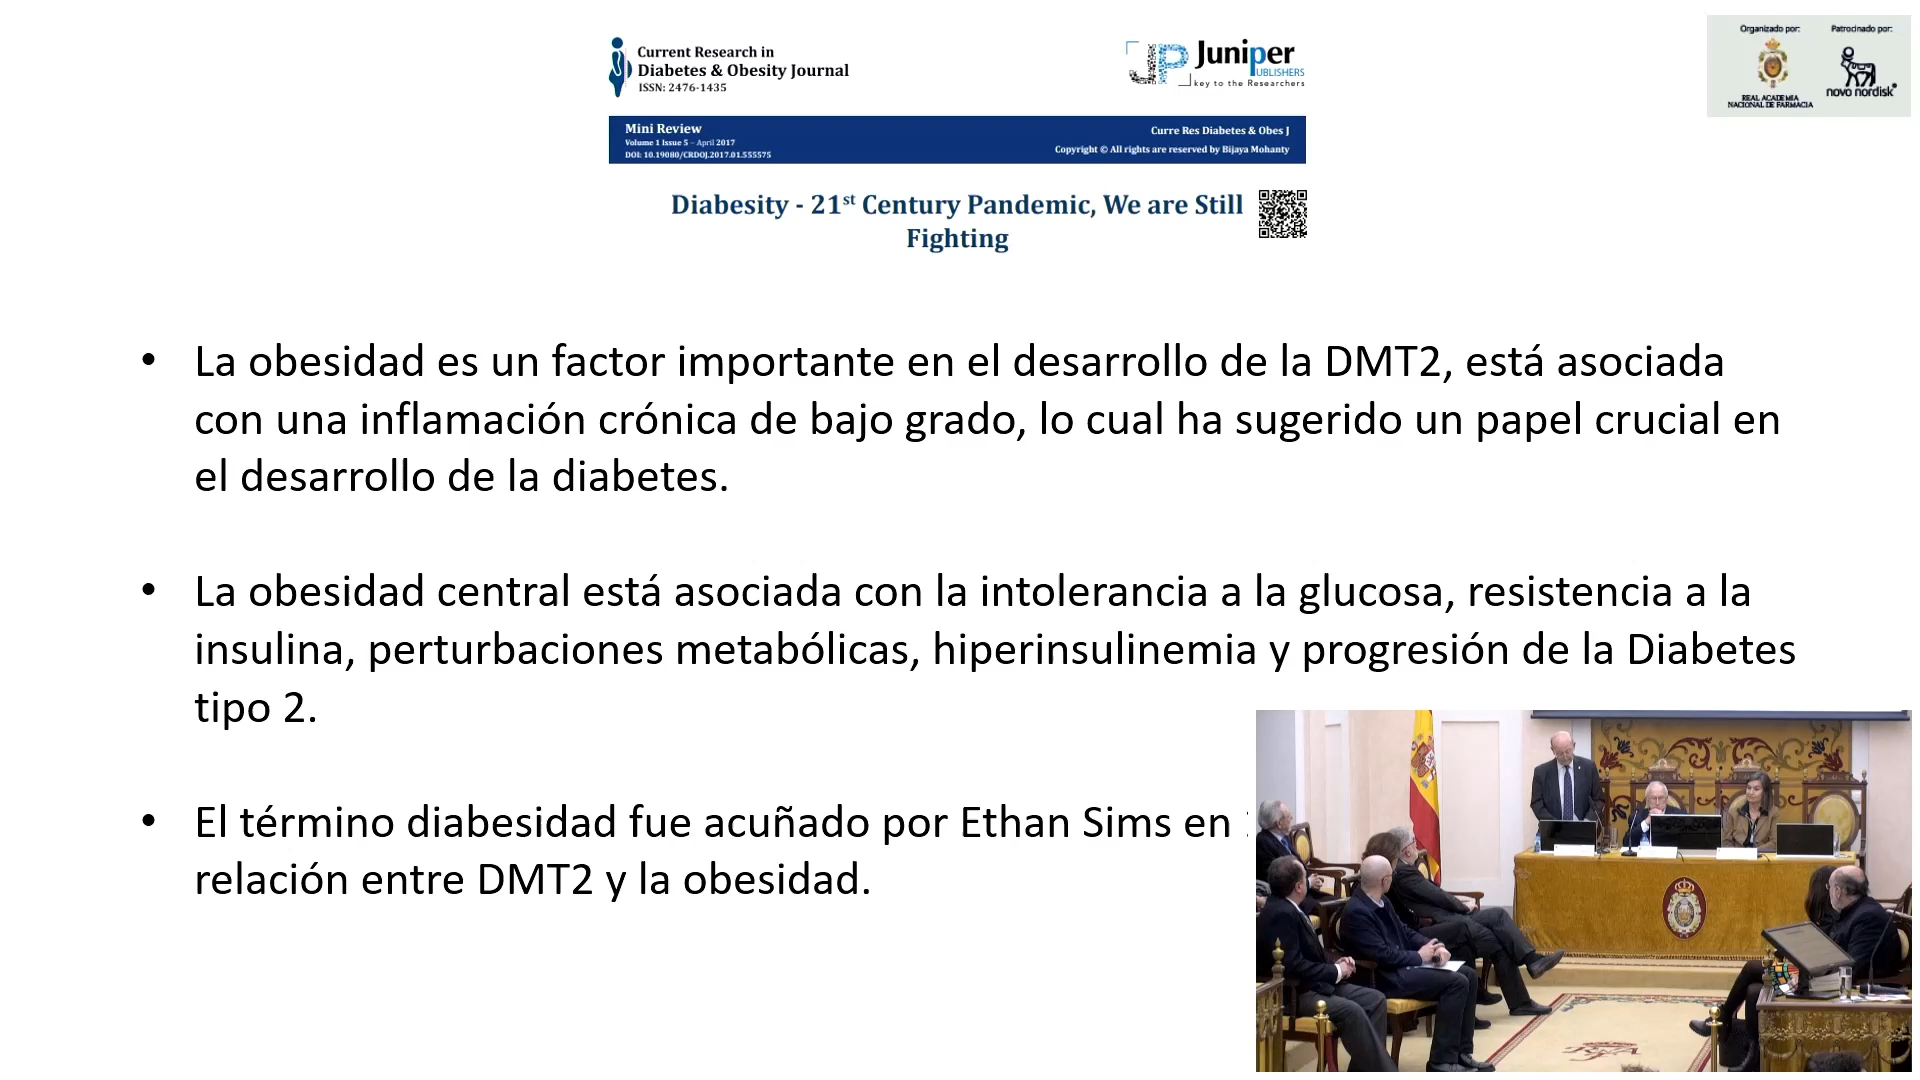 Current Research in
Diabetes & Obesity Journal
ISSN: 2476-1435
JP Juniper
UBLISHERS
key to the Researchers
Organizado por:
Patrocinado por:
REAL ACADEMIA
NACIONAL DE FARMACIA
novo nordisk
Mini Review
Volume 1 Issue 5 – April 2017
DOI: 10.19080/CRDOJ.2017.01.555575
Curre Res Diabetes & Obes J
Copyright © All rights are reserved by Bijaya Mohanty
Diabesity - 21st Century Pandemic, We are Still
Fighting
• La obesidad es un factor importante en el desarrollo de la DMT2, está asociada
con una inflamación crónica de bajo grado, lo cual ha sugerido un papel crucial en
el desarrollo de la diabetes.
• La obesidad central está asociada con la intolerancia a la glucosa, resistencia a la
insulina, perturbaciones metabólicas, hiperinsulinemia y progresión de la Diabetes
tipo 2.
• El término diabesidad fue acuñado por Ethan Sims en
relación entre DMT2 y la obesidad.